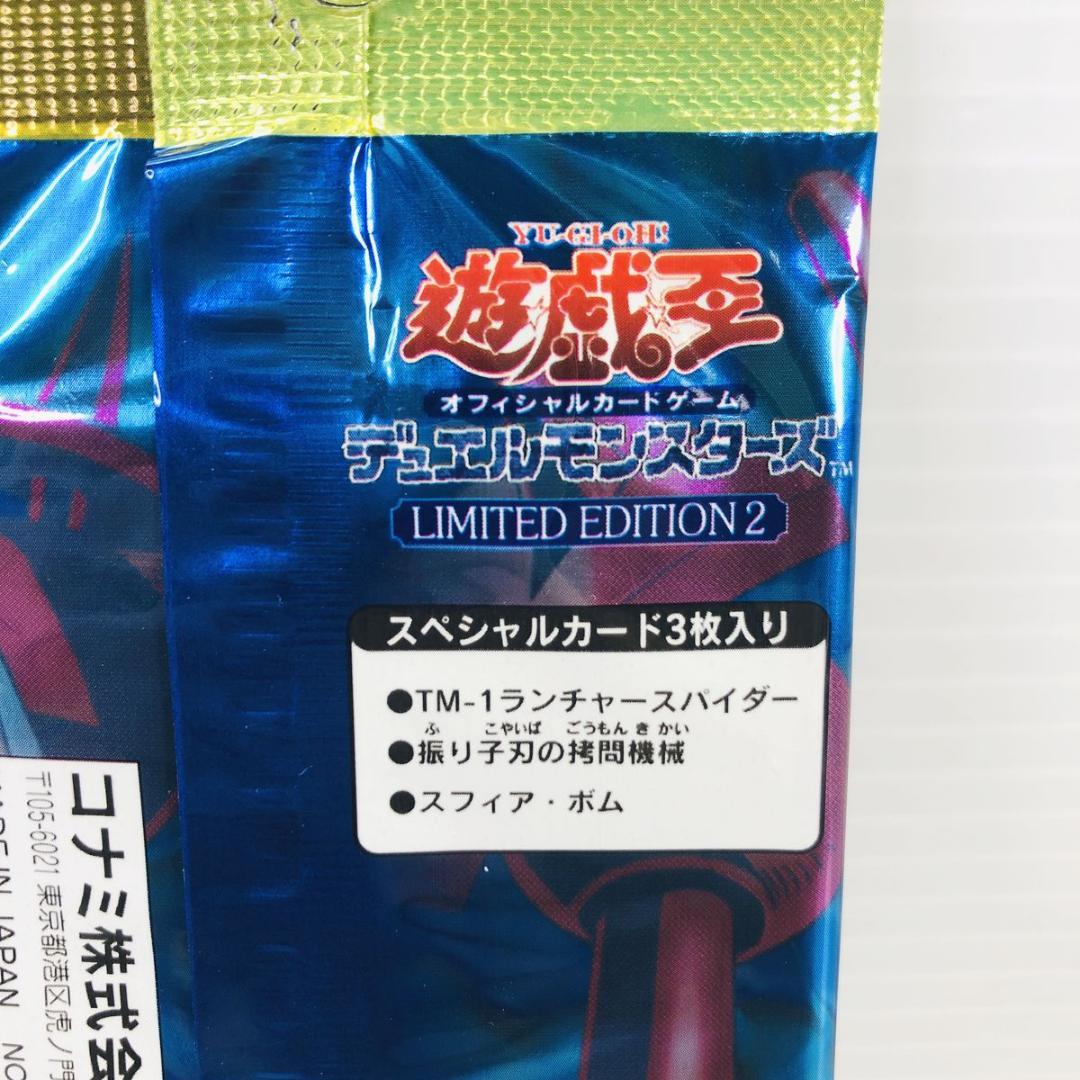 YU-GI-OH!
遊戯王
オフィシャルカードゲーム
デュエルモンスターズ™
LIMITED EDITION 2
スペシャルカード3枚入り
●TM-1ランチャースパイダー
ふ こやいば ごうもん き かい
●振り子刃の拷問機械
●スフィア・ボム
コナミ株式会
〒105-6021 東京都港区虎ノ門
MADE IN JAPAN